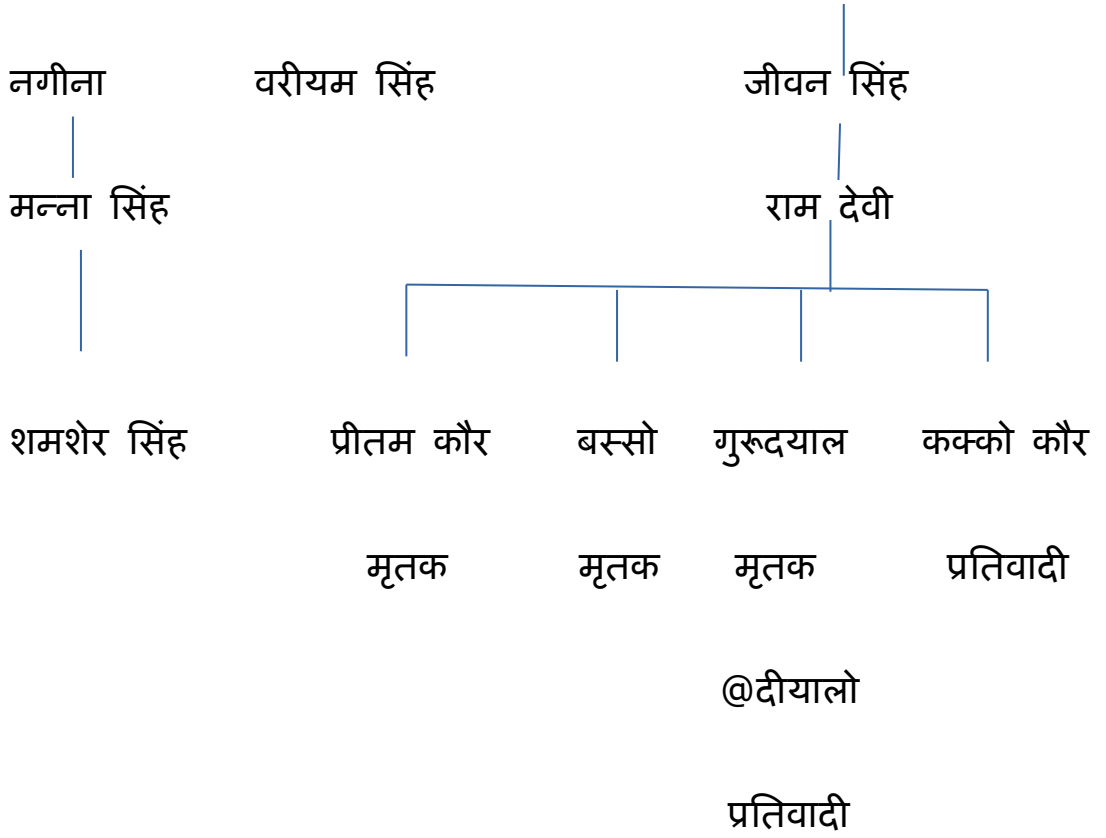 नगीना वरीयम सिंह जीवन सिंह
मन्ना सिंह राम देवी
शमशेर सिंह प्रीतम कौर बस्सो गुरूदयाल कक्को कौर
मृतक मृतक मृतक प्रतिवादी
@दीयालो
प्रतिवादी